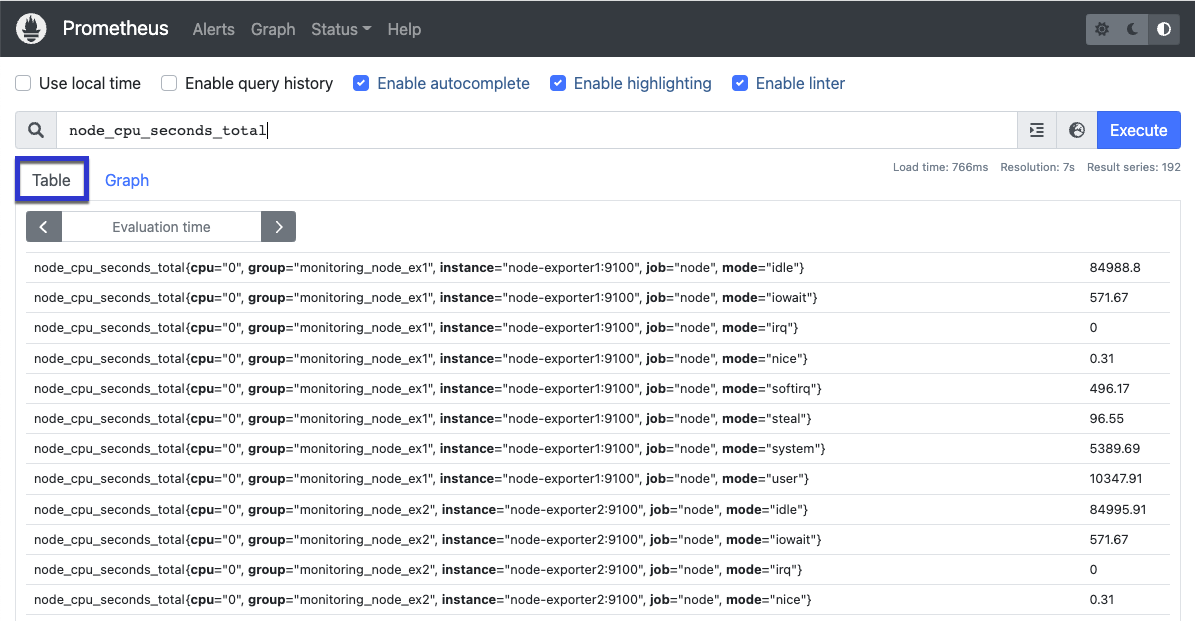 Prometheus Alerts Graph Status Help
Use local time Enable query history Enable autocomplete Enable highlighting Enable linter
node_cpu_seconds_total Execute
Table Graph Load time: 766ms Resolution: 7s Result series: 192
Evaluation time
node_cpu_seconds_total{cpu="0", group="monitoring_node_ex1", instance="node-exporter1:9100", job="node", mode="idle"} 84988.8
node_cpu_seconds_total{cpu="0", group="monitoring_node_ex1", instance="node-exporter1:9100", job="node", mode="iowait"} 571.67
node_cpu_seconds_total{cpu="0", group="monitoring_node_ex1", instance="node-exporter1:9100", job="node", mode="irq"} 0
node_cpu_seconds_total{cpu="0", group="monitoring_node_ex1", instance="node-exporter1:9100", job="node", mode="nice"} 0.31
node_cpu_seconds_total{cpu="0", group="monitoring_node_ex1", instance="node-exporter1:9100", job="node", mode="softirq"} 496.17
node_cpu_seconds_total{cpu="0", group="monitoring_node_ex1", instance="node-exporter1:9100", job="node", mode="steal"} 96.55
node_cpu_seconds_total{cpu="0", group="monitoring_node_ex1", instance="node-exporter1:9100", job="node", mode="system"} 5389.69
node_cpu_seconds_total{cpu="0", group="monitoring_node_ex1", instance="node-exporter1:9100", job="node", mode="user"} 10347.91
node_cpu_seconds_total{cpu="0", group="monitoring_node_ex2", instance="node-exporter2:9100", job="node", mode="idle"} 84995.91
node_cpu_seconds_total{cpu="0", group="monitoring_node_ex2", instance="node-exporter2:9100", job="node", mode="iowait"} 571.67
node_cpu_seconds_total{cpu="0", group="monitoring_node_ex2", instance="node-exporter2:9100", job="node", mode="irq"} 0
node_cpu_seconds_total{cpu="0", group="monitoring_node_ex2", instance="node-exporter2:9100", job="node", mode="nice"} 0.31